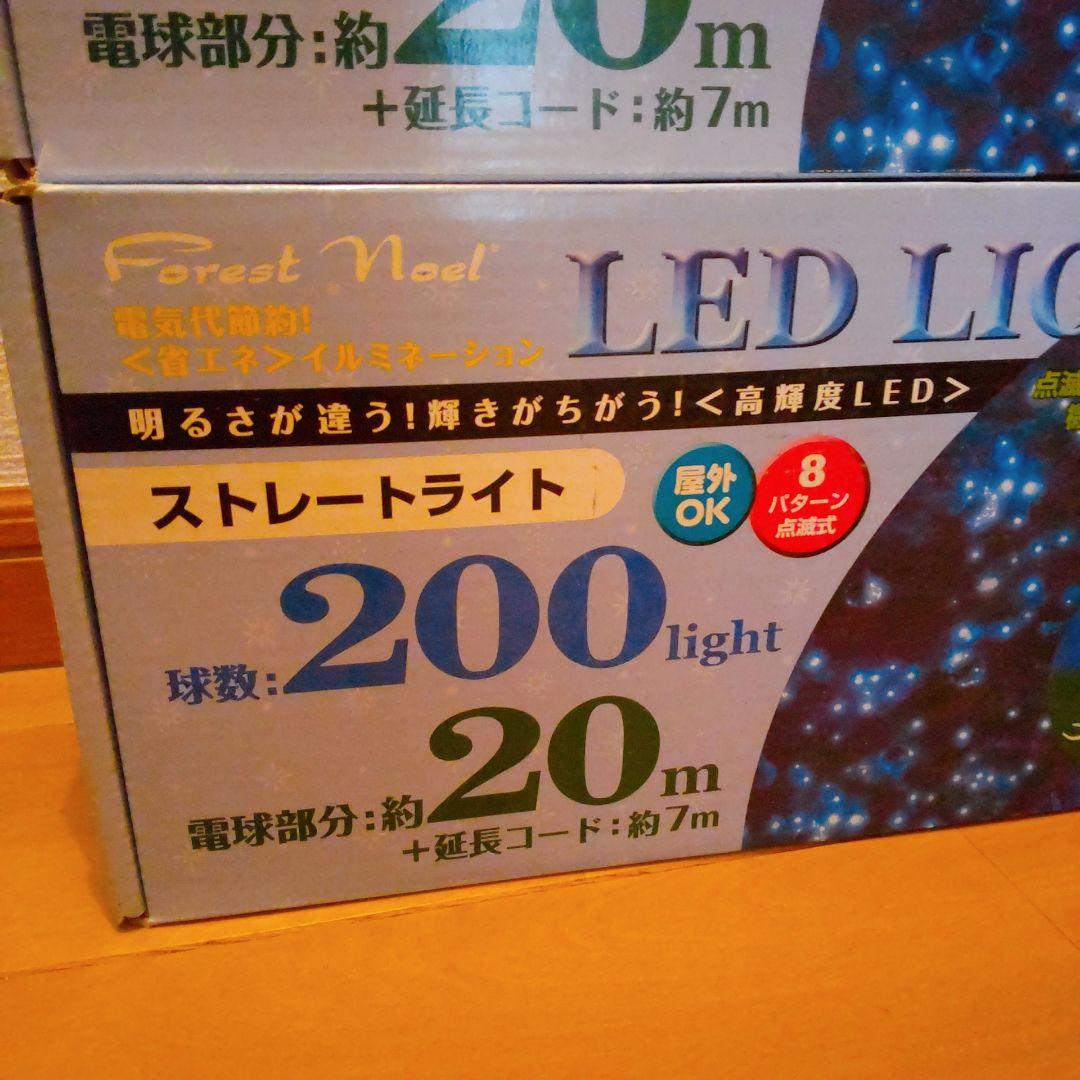 電球部分:約20m
+延長コード:約7m
Forest Noel
電気代節約!
<省エネ>イルミネーション
LED
明るさが違う!輝きがちがう!<高輝度LED>
点滅
ストレートライト
屋外
OK
8
パターン
点滅式
球数:200light
電球部分:約20m
+延長コード:約7m